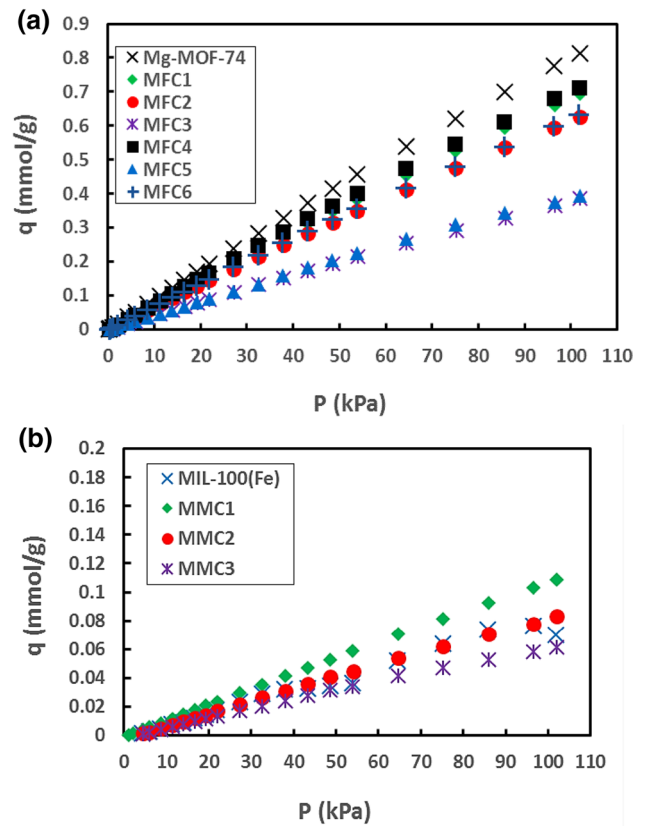 (a)
0.9
0.8
0.7
0.6
0.5
0.4
0.3
0.2
0.1
0
q (mmol/g)
Mg-MOF-74
MFC1
MFC2
MFC3
MFC4
MFC5
MFC6
0 10 20 30 40 50 60 70 80 90 100 110
P (kPa)
(b)
0.2
0.18
0.16
0.14
0.12
0.1
0.08
0.06
0.04
0.02
0
q (mmol/g)
MIL-100(Fe)
MMC1
MMC2
MMC3
0 10 20 30 40 50 60 70 80 90 100 110
P (kPa)